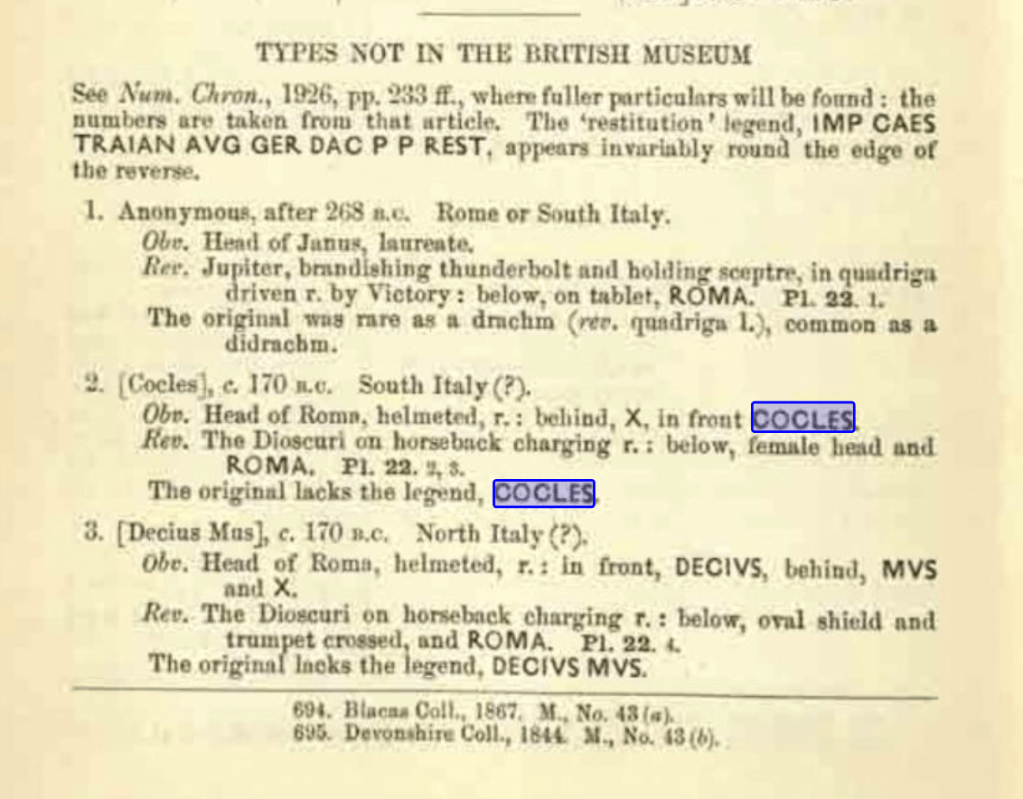 TYPES NOT IN THE BRITISH MUSEUM
See Num. Chron., 1926, pp. 233 ff., where fuller particulars will be found : the
numbers are taken from that article. The ‘restitution’ legend, IMP CAES
TRAIAN AVG GER DAC P P REST, appears invariably round the edge of
the reverse.
1. Anonymous, after 268 B.C. Rome or South Italy.
Obv. Head of Janus, laureate.
Rev. Jupiter, brandishing thunderbolt and holding sceptre, in quadriga
driven r. by Victory : below, on tablet, ROMA. Pl. 22. 1.
The original was rare as a drachm (rev. quadriga l.), common as a
didrachm.
2. [Cocles], c. 170 B.C. South Italy (?).
Obv. Head of Roma, helmeted, r. : behind, X, in front COCLES.
Rev. The Dioscuri on horseback charging r. : below, female head and
ROMA. Pl. 22. 2, 3.
The original lacks the legend, COCLES.
3. [Decius Mus], c. 170 B.C. North Italy (?).
Obv. Head of Roma, helmeted, r. : in front, DECIVS, behind, MVS
and X.
Rev. The Dioscuri on horseback charging r. : below, oval shield and
trumpet crossed, and ROMA. Pl. 22. 4.
The original lacks the legend, DECIVS MVS.
694. Blacas Coll., 1867. M., No. 43 (a).
695. Devonshire Coll., 1844. M., No. 43 (b).